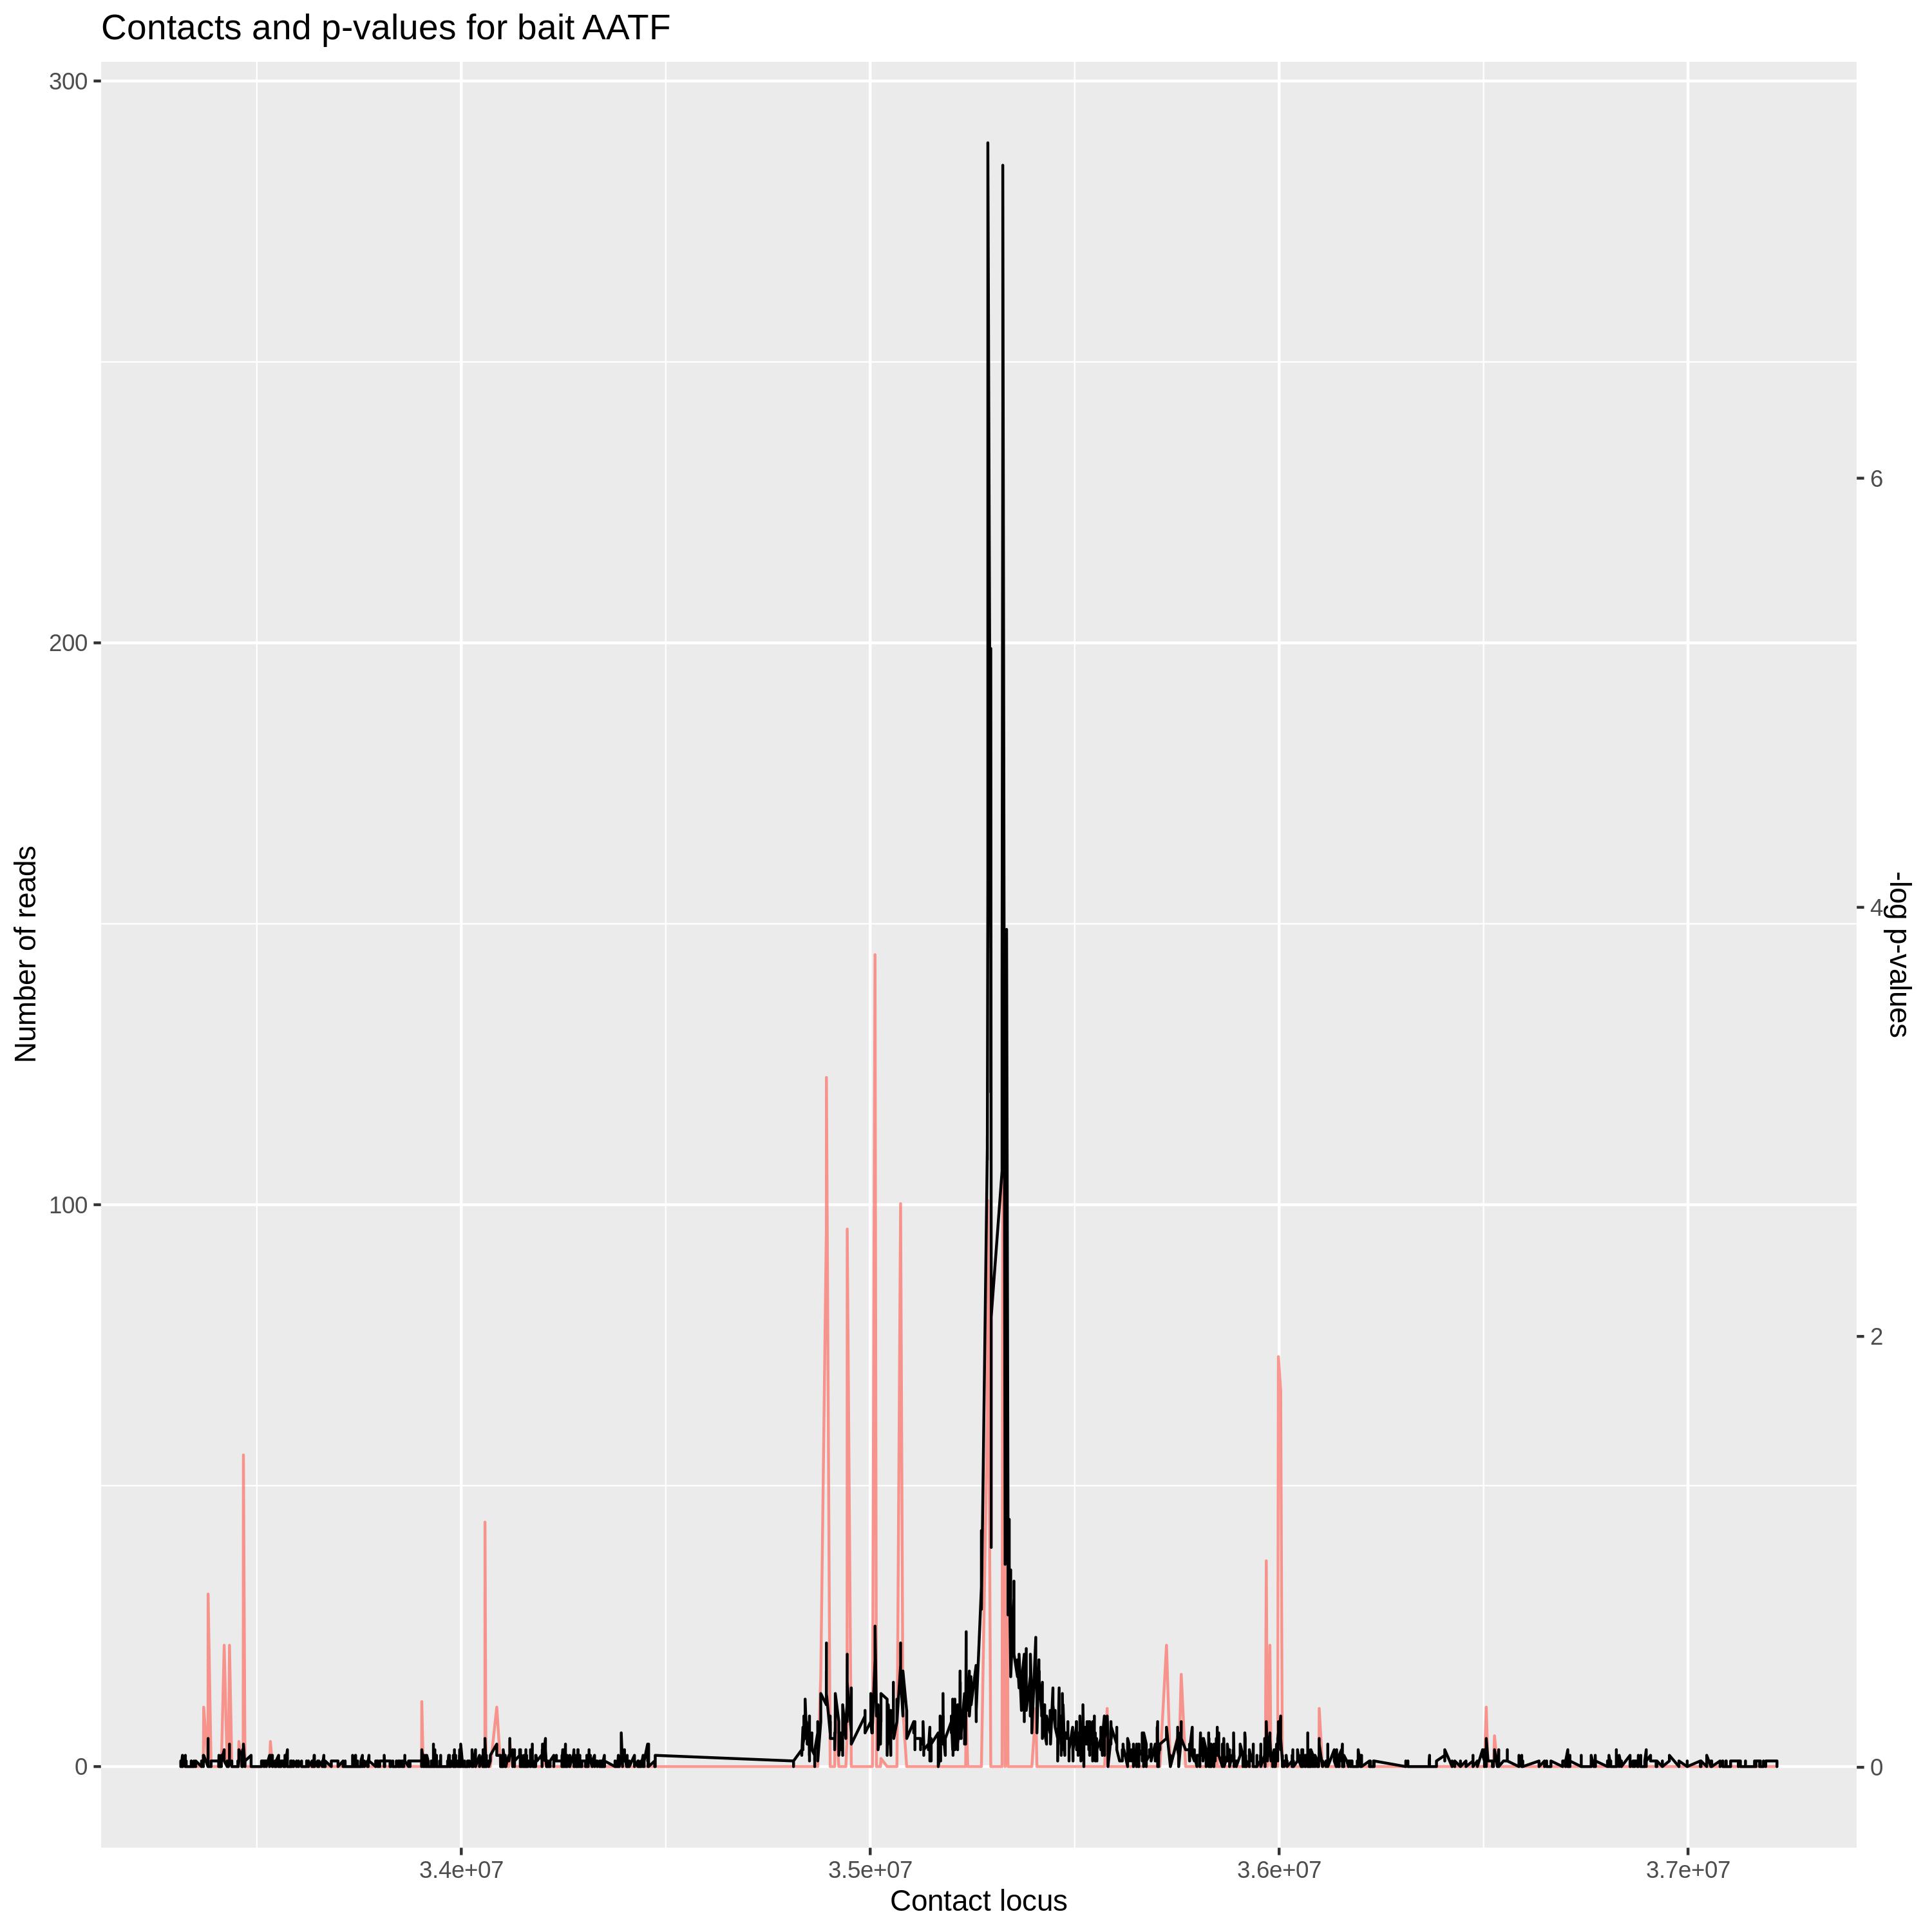 Contacts and p-values for bait AATF
300
200
100
0
Number of reads
6
4
2
0
-log p-values
3.4e+07
3.5e+07
3.6e+07
3.7e+07
Contact locus